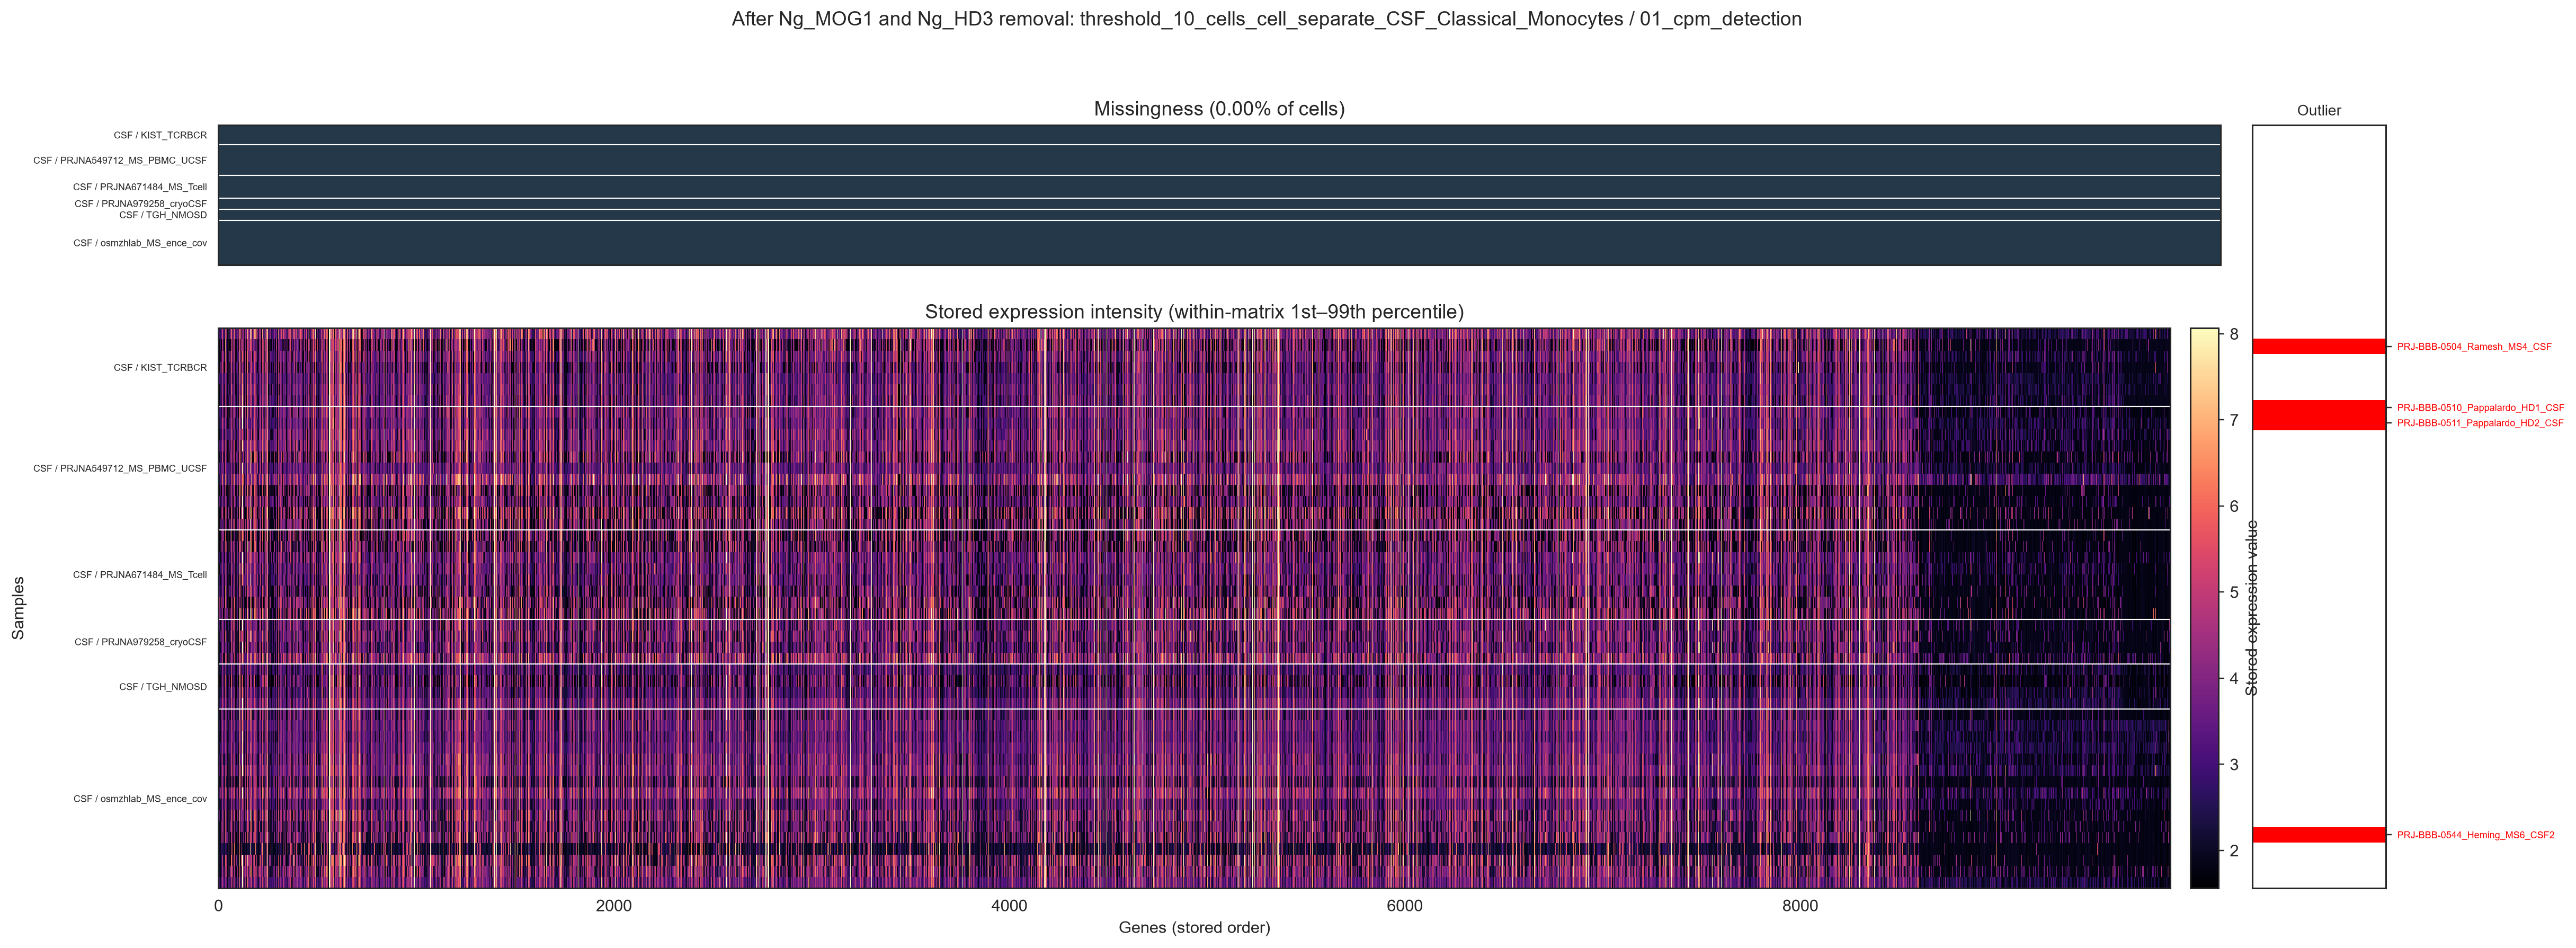 After Ng_MOG1 and Ng_HD3 removal: threshold_10_cells_cell_separate_CSF_Classical_Monocytes / 01_cpm_detection
Missingness (0.00% of cells)
Outlier
CSF / KIST_TCRBCR
CSF / PRJNA549712_MS_PBMC_UCSF
CSF / PRJNA671484_MS_Tcell
CSF / PRJNA979258_cryoCSF
CSF / TGH_NMOSD
CSF / osmzhlab_MS_ence_cov
Stored expression intensity (within-matrix 1st–99th percentile)
CSF / KIST_TCRBCR
CSF / PRJNA549712_MS_PBMC_UCSF
CSF / PRJNA671484_MS_Tcell
CSF / PRJNA979258_cryoCSF
CSF / TGH_NMOSD
CSF / osmzhlab_MS_ence_cov
Samples
0
2000
4000
6000
8000
Genes (stored order)
8
7
6
5
4
3
2
Stored expression value
PRJ-BBB-0504_Ramesh_MS4_CSF
PRJ-BBB-0510_Pappalardo_HD1_CSF
PRJ-BBB-0511_Pappalardo_HD2_CSF
PRJ-BBB-0544_Heming_MS6_CSF2